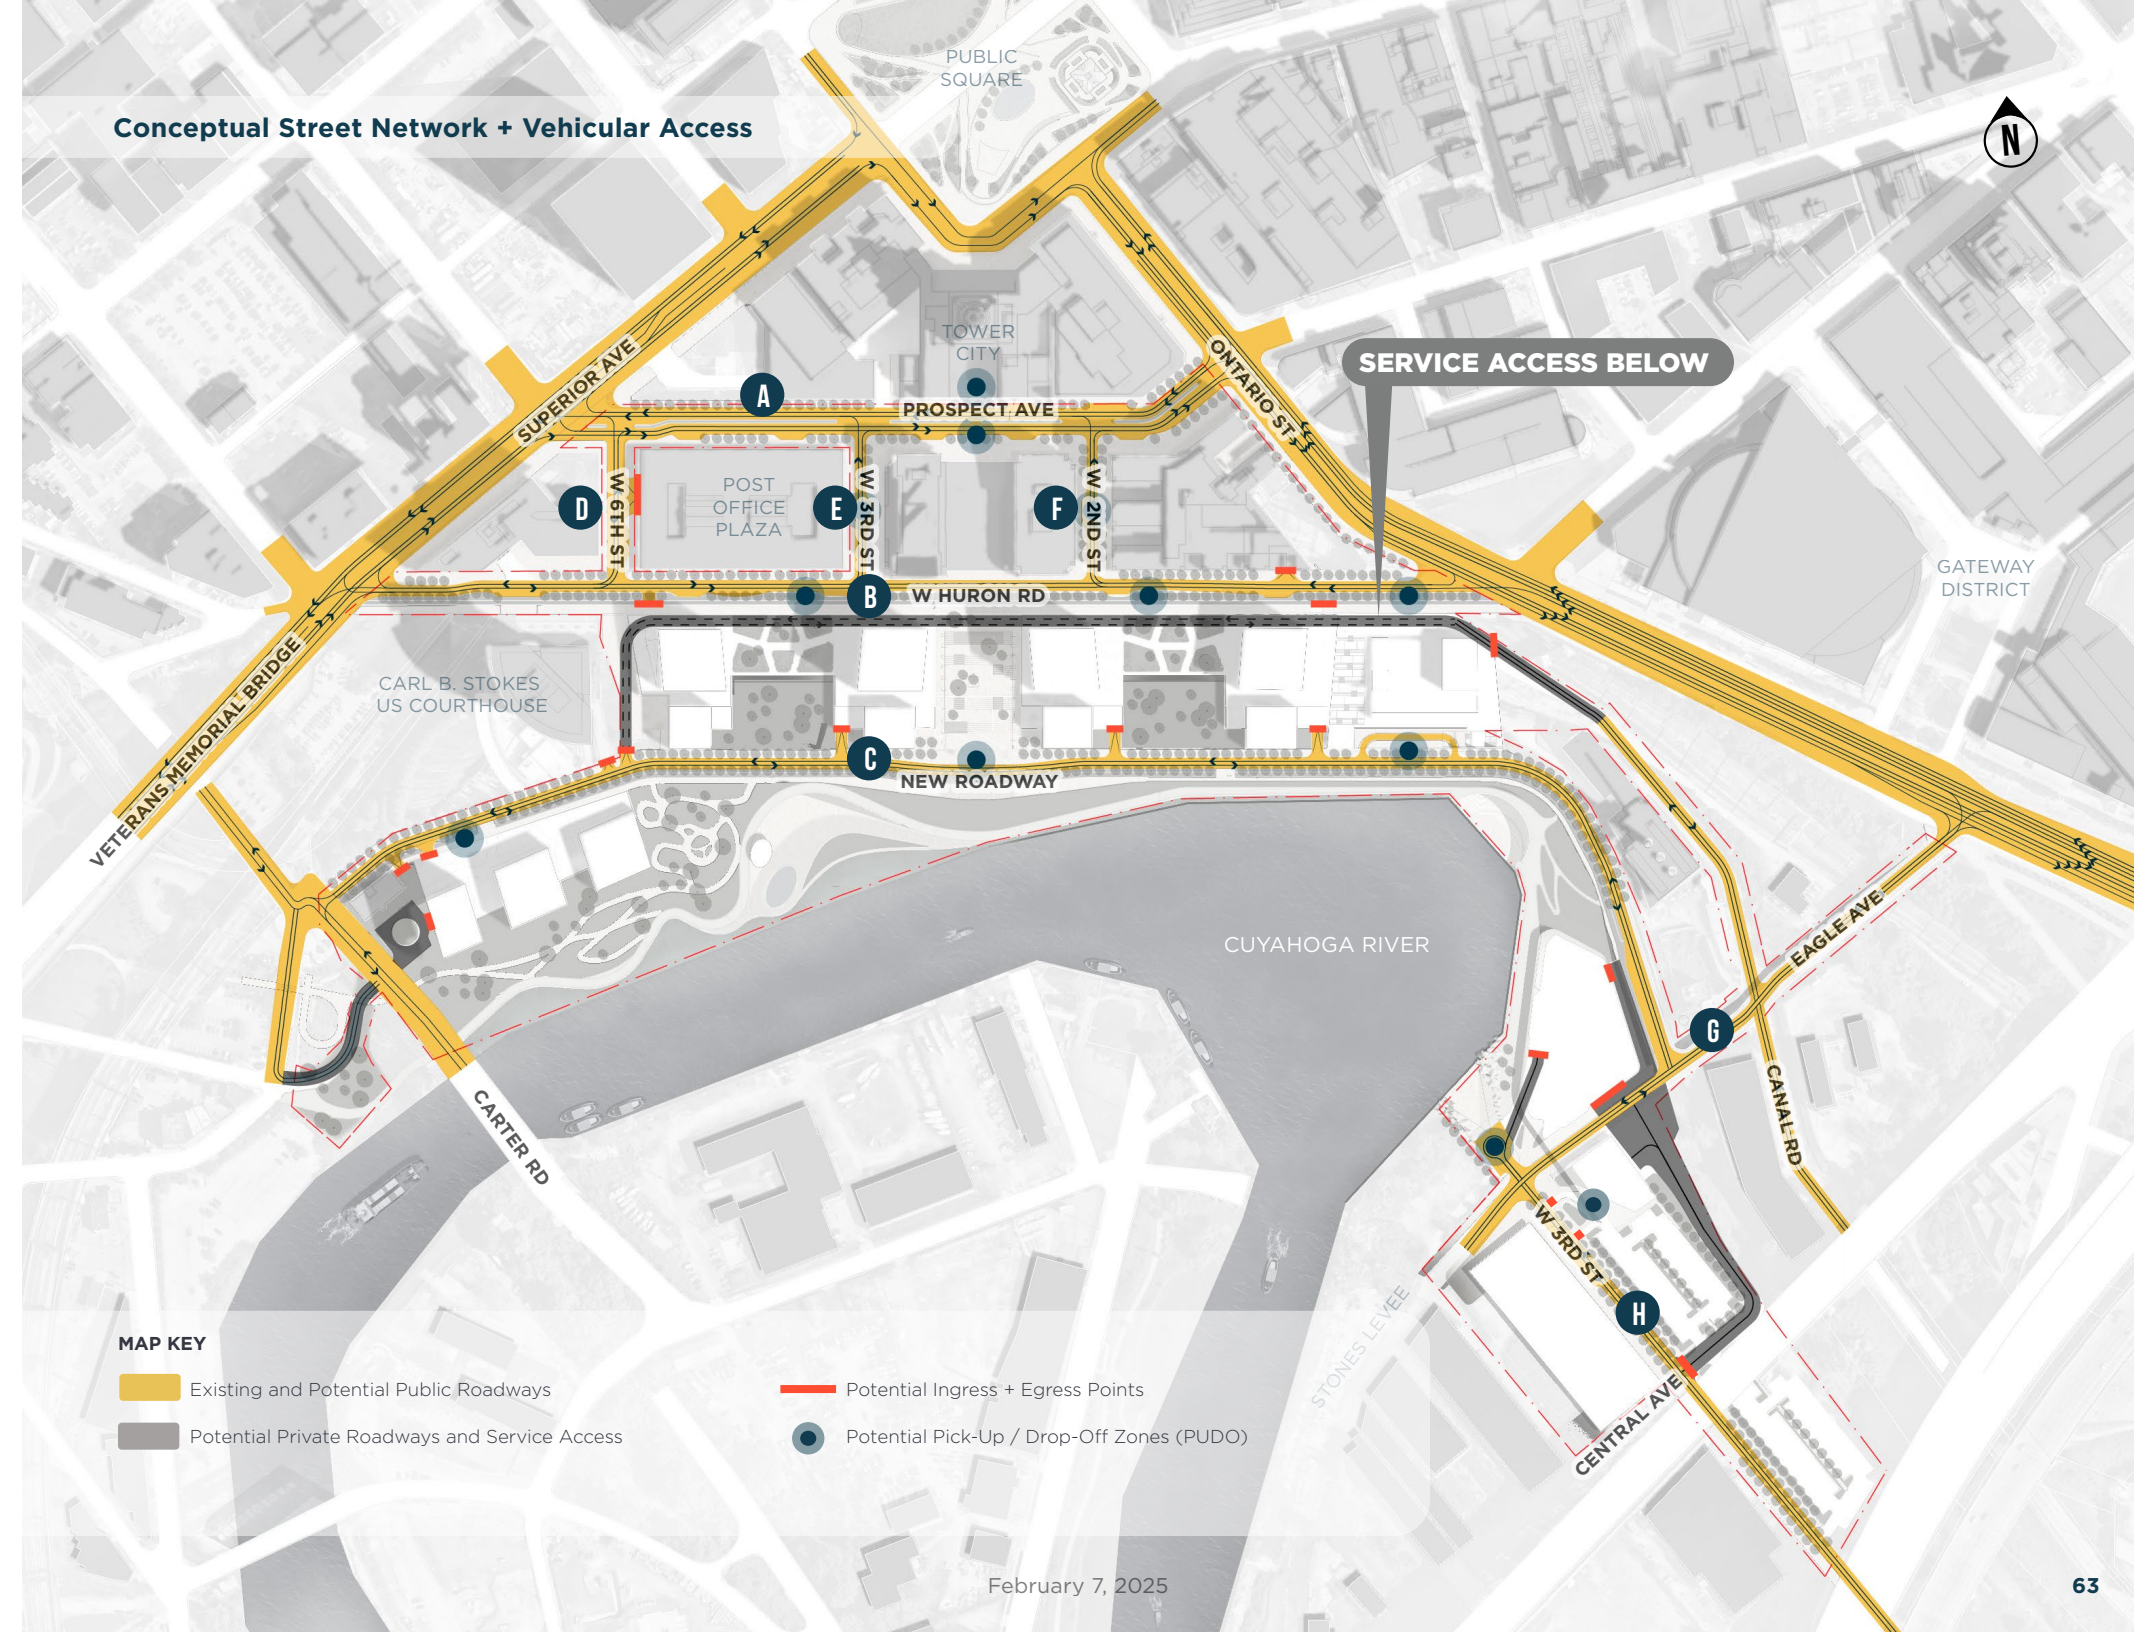 PUBLIC
SQUARE
Conceptual Street Network + Vehicular Access
N
TOWER
CITY
SERVICE ACCESS BELOW
SUPERIOR AVE
A
PROSPECT AVE
ONTARIO ST
D
W 6TH ST
POST
OFFICE
PLAZA
E
W 3RD ST
F
W 2ND ST
GATEWAY
DISTRICT
B
W HURON RD
VETERANS MEMORIAL BRIDGE
CARL B. STOKES
US COURTHOUSE
C
NEW ROADWAY
CUYAHOGA RIVER
EAGLE AVE
G
CANAL RD
CARTER RD
W 3RD ST
H
STONES LEVEE
CENTRAL AVE
MAP KEY
Existing and Potential Public Roadways
Potential Private Roadways and Service Access
Potential Ingress + Egress Points
Potential Pick-Up / Drop-Off Zones (PUDO)
February 7, 2025
63